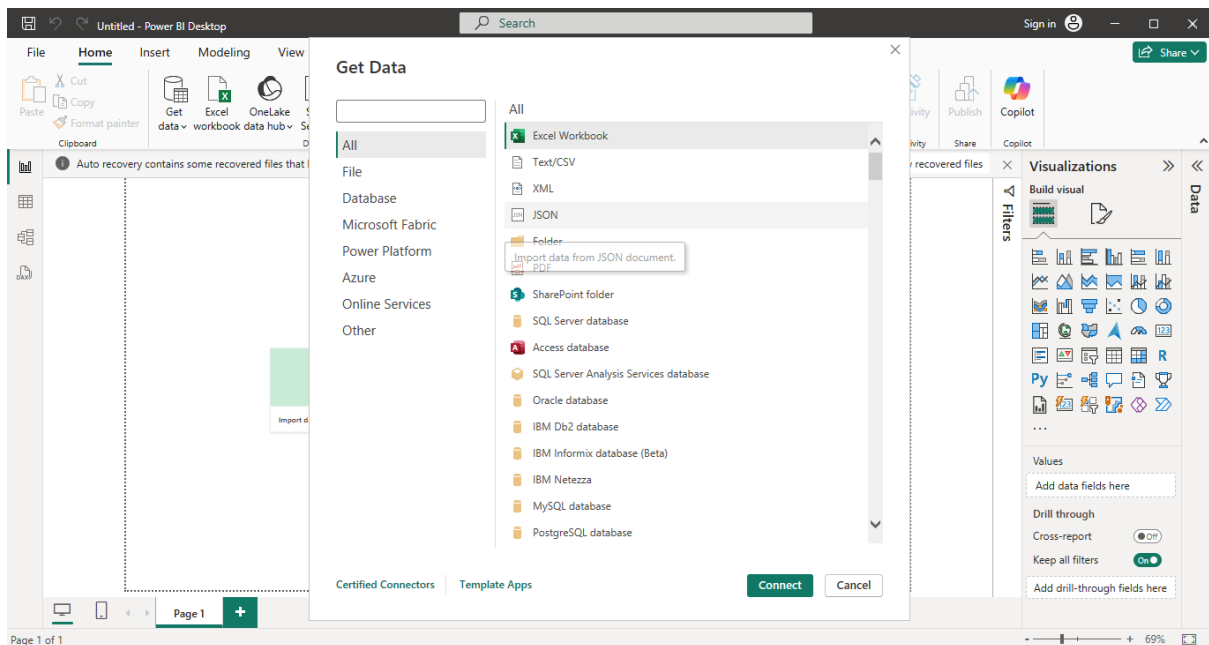 Untitled - Power BI Desktop
Search
Sign in
File Home Insert Modeling View
Share
Paste
Cut
Copy
Format painter
Clipboard
Get data
Excel workbook
OneLake data hub
Publish
Share
Copilot
Copilot
Auto recovery contains some recovered files that
recovered files
Get Data
All
File
Database
Microsoft Fabric
Power Platform
Azure
Online Services
Other
All
Excel Workbook
Text/CSV
XML
JSON
Folder
Import data from JSON document.
PDF
SharePoint folder
SQL Server database
Access database
SQL Server Analysis Services database
Oracle database
IBM Db2 database
IBM Informix database (Beta)
IBM Netezza
MySQL database
PostgreSQL database
Certified Connectors
Template Apps
Connect
Cancel
Import d
Filters
Visualizations
Build visual
123
R
Py
123
...
Values
Add data fields here
Drill through
Cross-report
Off
Keep all filters
On
Add drill-through fields here
Data
DAX
Page 1
Page 1 of 1
69%